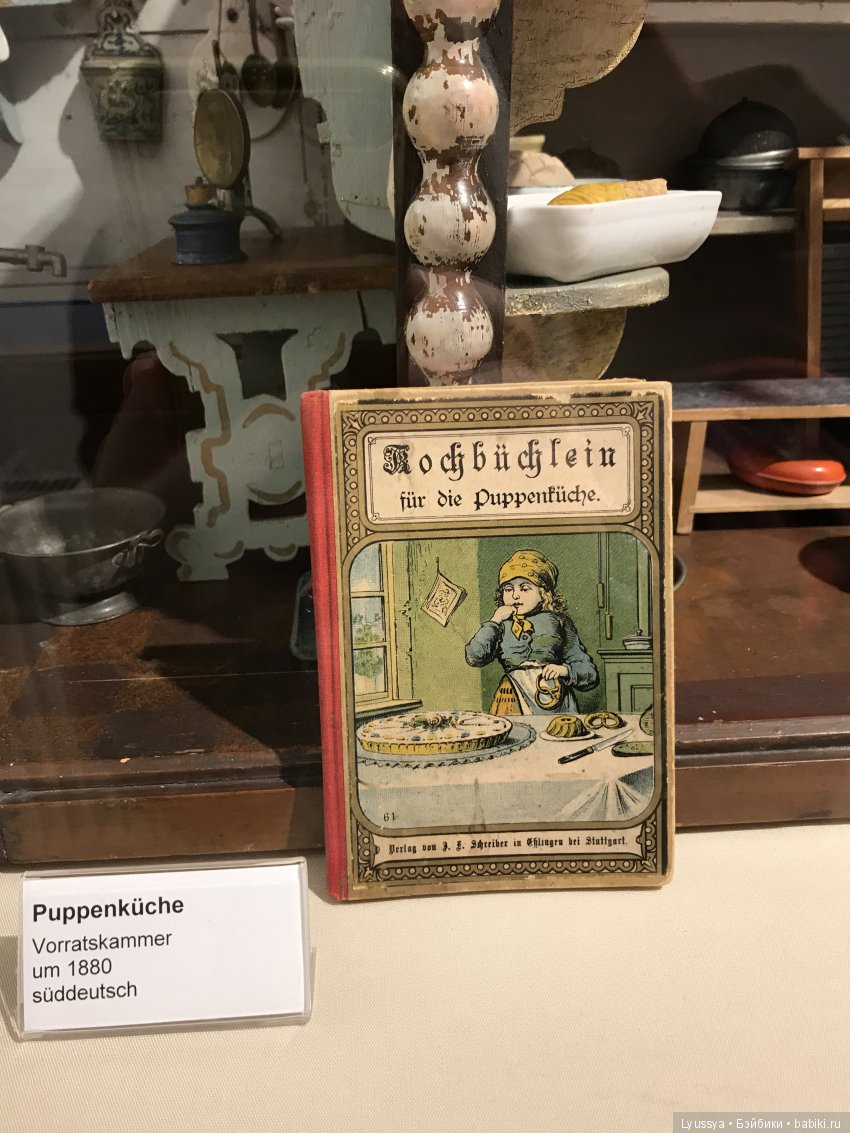 Kochbüchlein
für die Puppenküche.
61
Verlag von J. F. Schreiber in Eßlingen bei Stuttgart.
Puppenküche
Vorratskammer
um 1880
süddeutsch
Lyussya • Бэйбики • babiki.ru